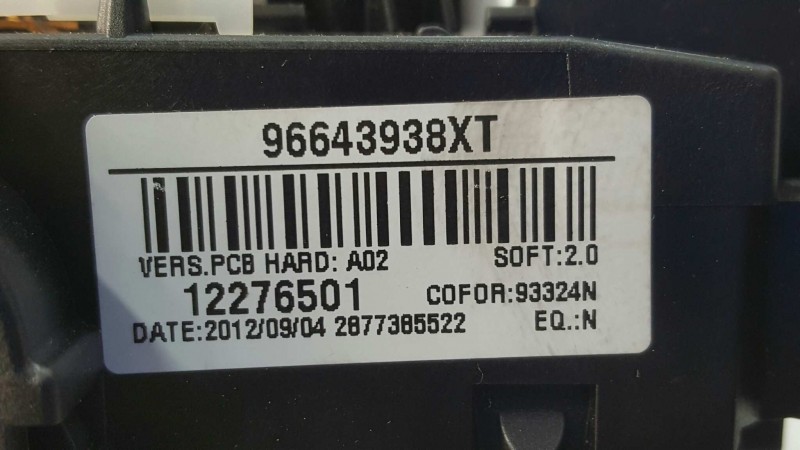 96643938XT
VERS.PCB HARD: A02 SOFT:2.0
12276501 COFOR:93324N
DATE:2012/09/04 2877385522 EQ.:N